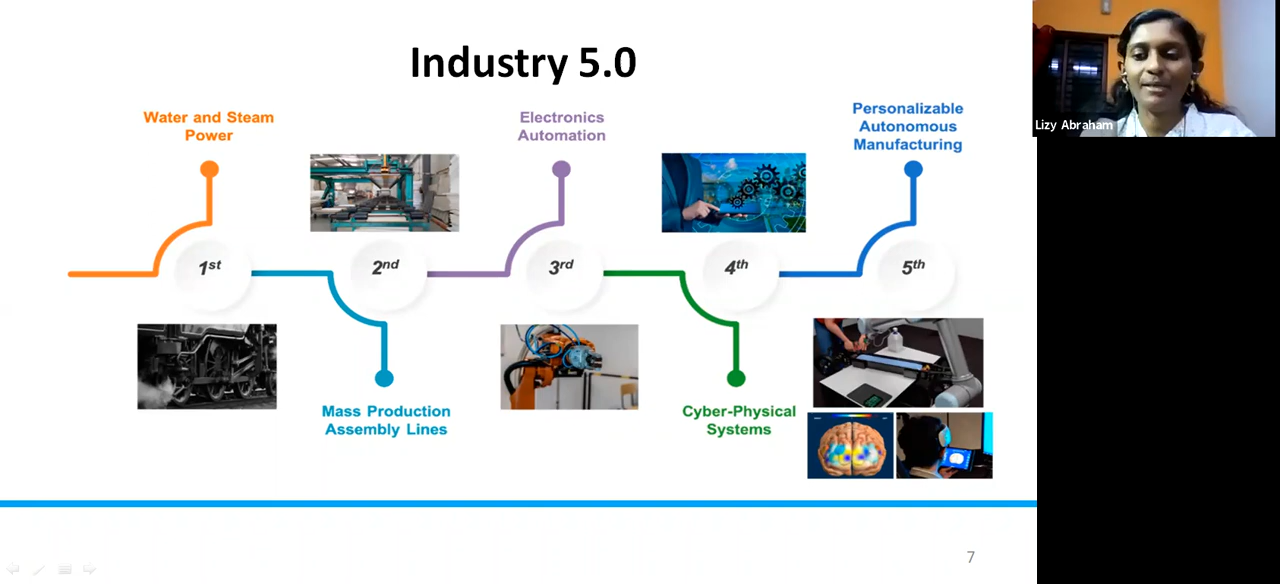 Industry 5.0
Water and Steam
Power
Electronics
Automation
Personalizable
Autonomous
Manufacturing
1st
2nd
3rd
4th
5th
Mass Production
Assembly Lines
Cyber-Physical
Systems
7
Lizy Abraham